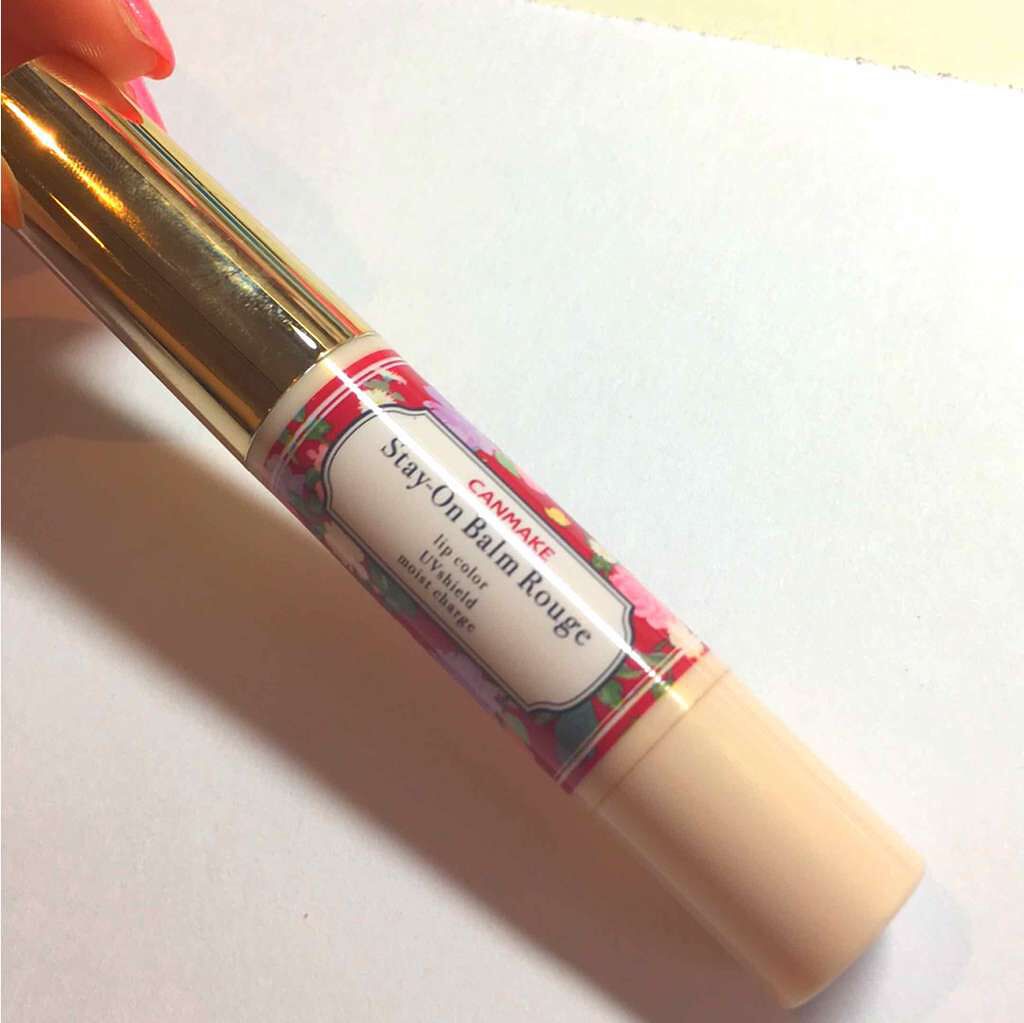 CANMAKE
Stay-On Balm Rouge
lip color
UVshield
moist charge